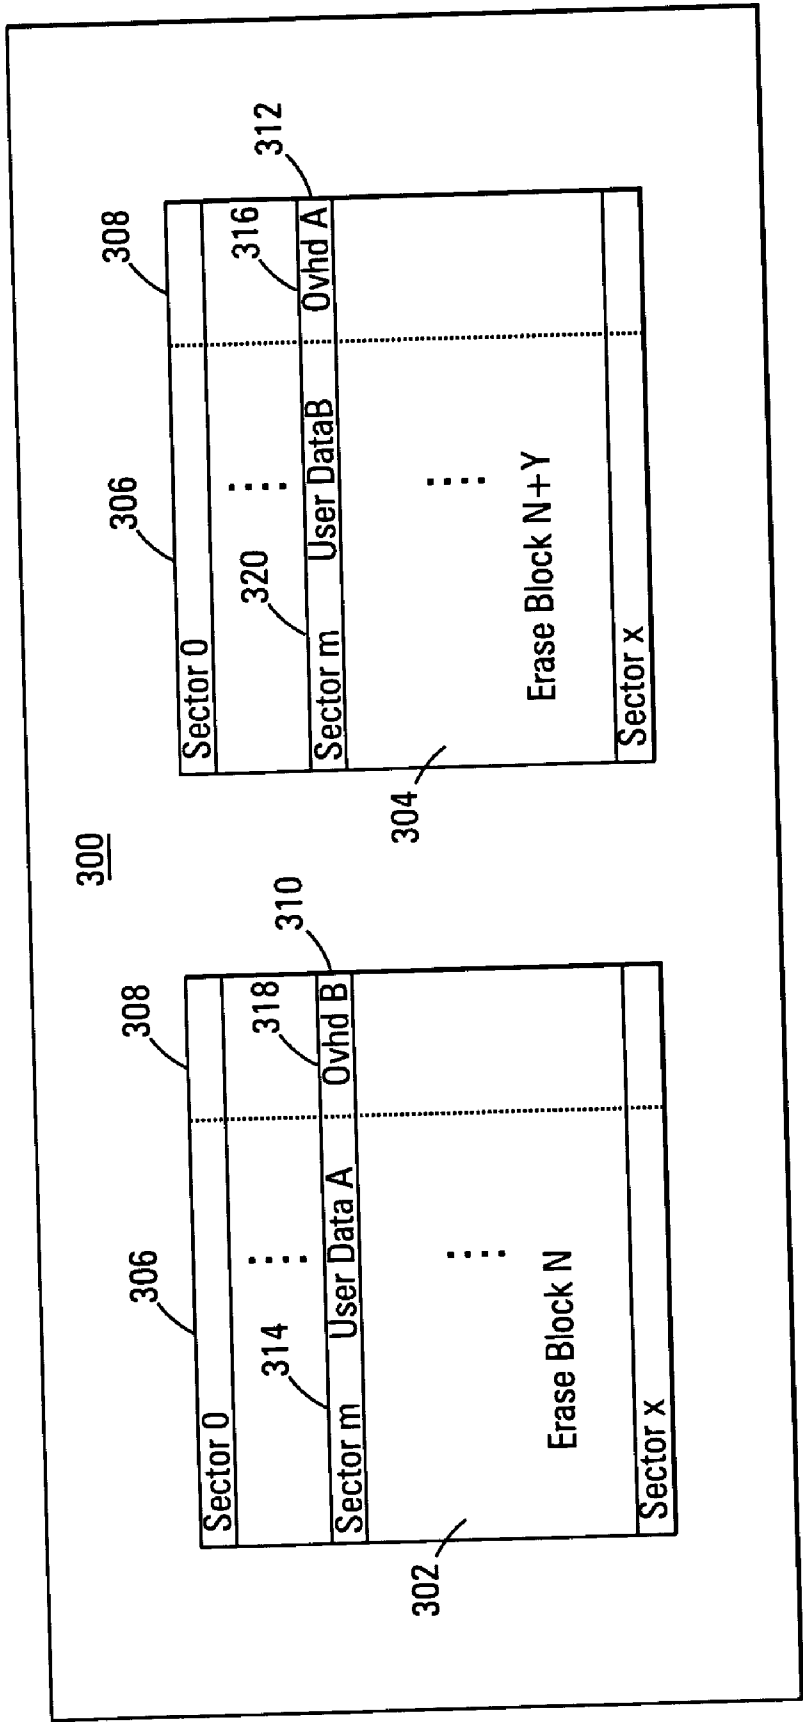 300
306
308
Sector 0
314
318
310
Sector m User Data A Ovhd B
302
Erase Block N
Sector x
306
308
Sector 0
320
316
312
Sector m User DataB Ovhd A
304
Erase Block N+Y
Sector x